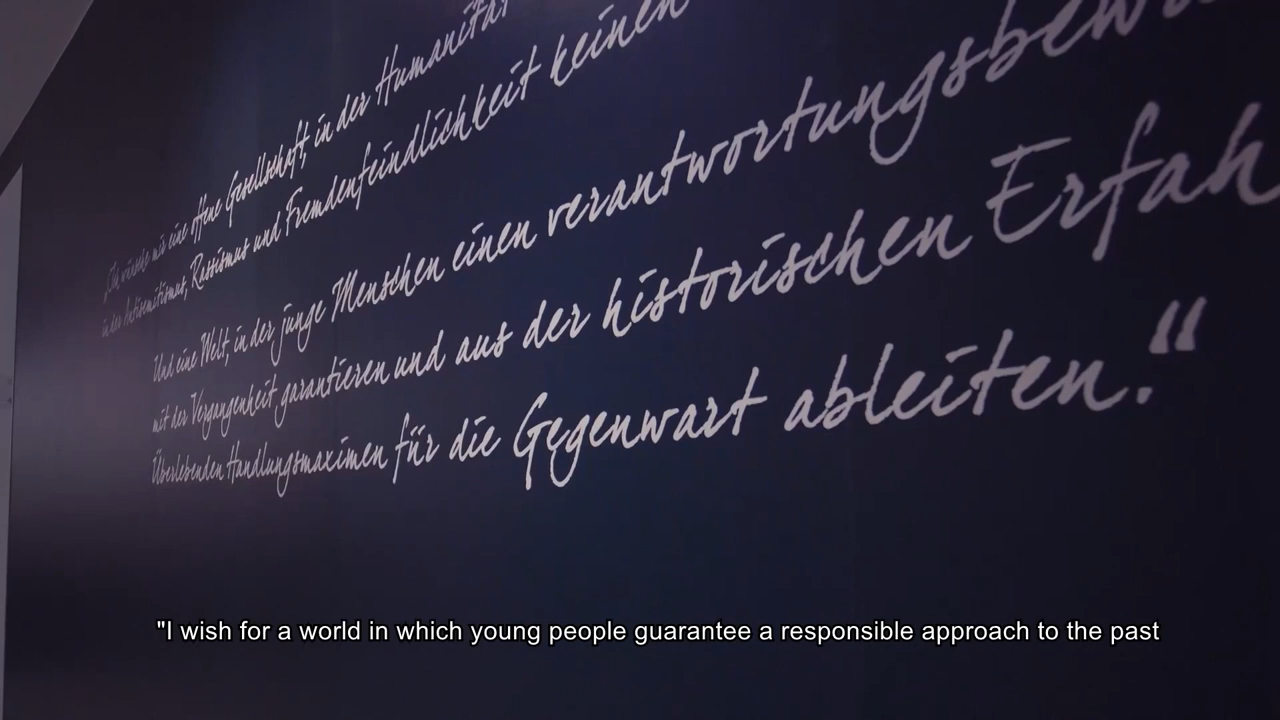 „Ich wünsche mir eine offene Gesellschaft, in der Humanität
in der Antisemitismus, Rassismus und Fremdenfeindlichkeit keinen
Und eine Welt, in der junge Menschen einen verantwortungsbewu
mit der Vergangenheit garantieren und aus der historischen Erfah
Überlebenden Handlungsmaximen für die Gegenwart ableiten.“
"I wish for a world in which young people guarantee a responsible approach to the past